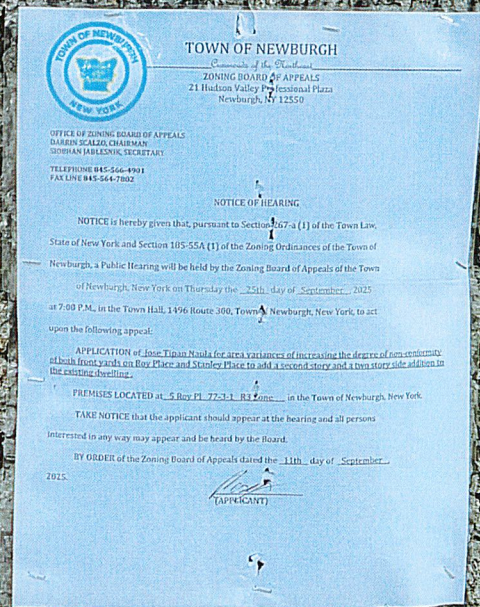 TOWN OF NEWBURGH
NEW YORK
TOWN OF NEWBURGH
Crossroads of the Northeast
ZONING BOARD OF APPEALS
21 Hudson Valley Professional Plaza
Newburgh, NY 12550
OFFICE OF ZONING BOARD OF APPEALS
DARRIN SCALZO, CHAIRMAN
SIOBHAN JABLESNIK, SECRETARY
TELEPHONE 845-566-4901
FAX LINE 845-564-7802
NOTICE OF HEARING
NOTICE is hereby given that, pursuant to Section 267-a (1) of the Town Law,
State of New York and Section 185-55A (1) of the Zoning Ordinances of the Town of
Newburgh, a Public Hearing will be held by the Zoning Board of Appeals of the Town
of Newburgh, New York on Thursday the 25th day of September , 2025
at 7:00 P.M., in the Town Hall, 1496 Route 300, Town Newburgh, New York, to act
upon the following appeal:
APPLICATION of Jose Tipan Naula for area variances of increasing the degree of non-conformity
of both front yards on Roy Place and Stanley Place to add a second story and a two story side addition to
the existing dwelling .
PREMISES LOCATED at 5 Roy Pl 77-3-1 R3 Zone in the Town of Newburgh, New York.
TAKE NOTICE that the applicant should appear at the hearing and all persons
interested in any way may appear and be heard by the Board.
BY ORDER of the Zoning Board of Appeals dated the 11th day of September ,
2025.
(APPLICANT)